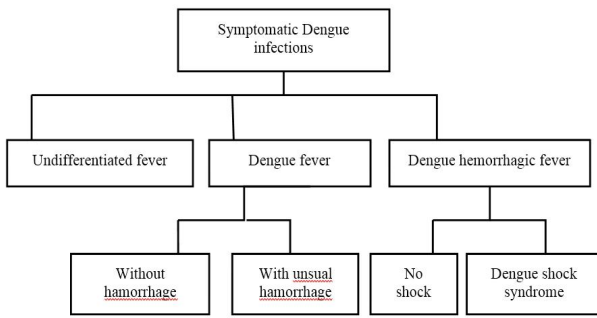 Symptomatic Dengue
infections
Undifferentiated fever
Dengue fever
Dengue hemorrhagic fever
Without
hamorrhage
With unsual
hamorrhage
No
shock
Dengue shock
syndrome